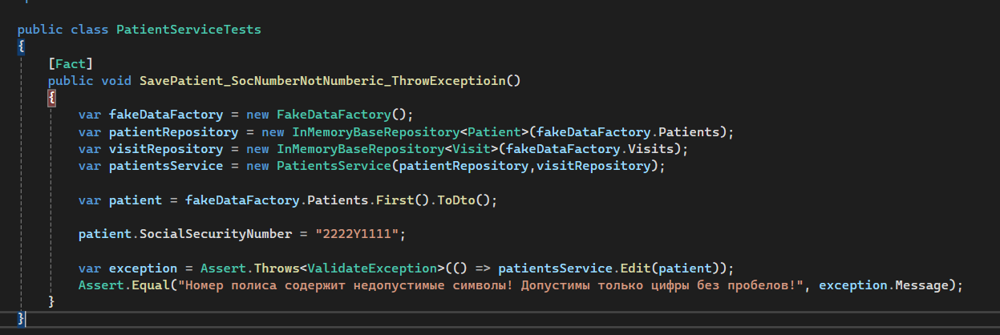 public class PatientServiceTests
{
[Fact]
public void SavePatient_SocNumberNotNumberic_ThrowExceptioin()
{
var fakeDataFactory = new FakeDataFactory();
var patientRepository = new InMemoryBaseRepository<Patient>(fakeDataFactory.Patients);
var visitRepository = new InMemoryBaseRepository<Visit>(fakeDataFactory.Visits);
var patientsService = new PatientsService(patientRepository,visitRepository);
var patient = fakeDataFactory.Patients.First().ToDto();
patient.SocialSecurityNumber = "2222Y1111";
var exception = Assert.Throws<ValidateException>(() => patientsService.Edit(patient));
Assert.Equal("Номер полиса содержит недопустимые символы! Допустимы только цифры без пробелов!", exception.Message);
}
}